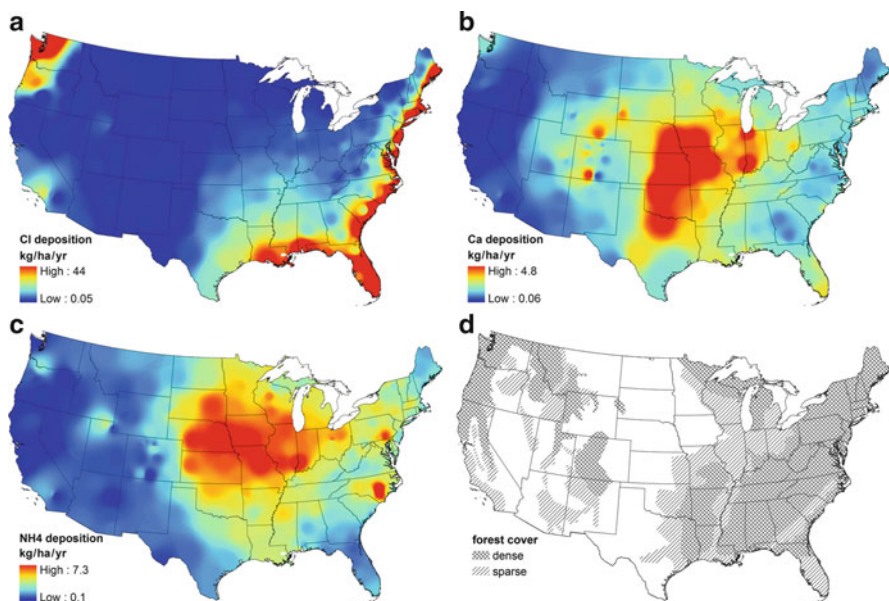 a
Cl deposition
kg/ha/yr
High : 44
Low : 0.05
b
Ca deposition
kg/ha/yr
High : 4.8
Low : 0.06
c
NH4 deposition
kg/ha/yr
High : 7.3
Low : 0.1
d
forest cover
dense
sparse